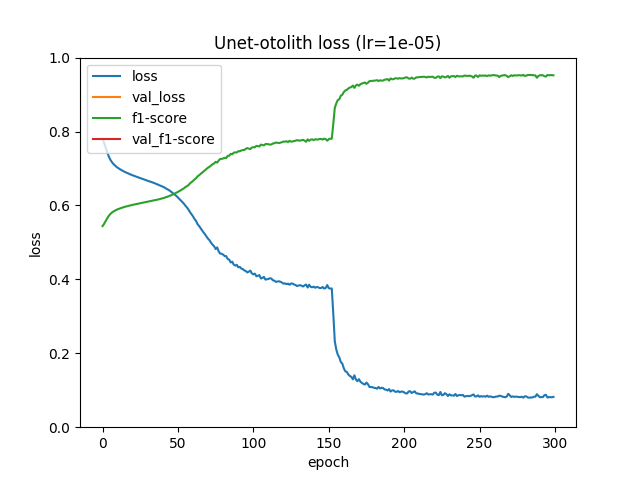 Unet-otolith loss (lr=1e-05)
loss
val_loss
f1-score
val_f1-score
1.0
0.8
0.6
0.4
0.2
0.0
loss
0 50 100 150 200 250 300
epoch